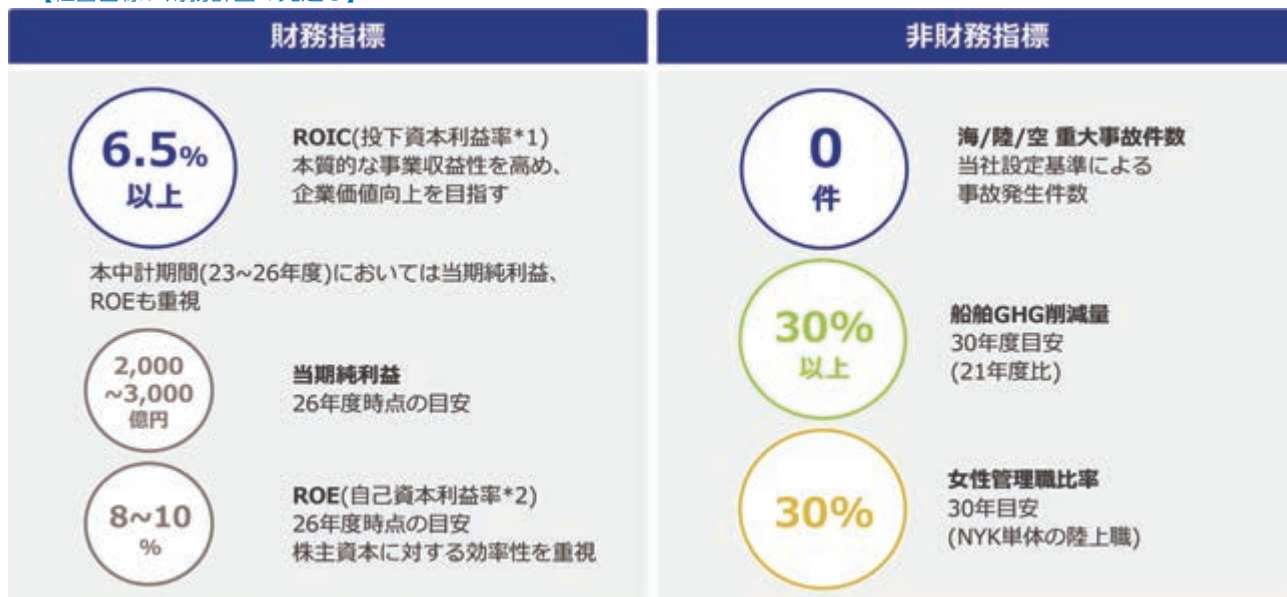 財務指標
6.5%
以上
ROIC(投下資本利益率*1)
本質的な事業収益性を高め、
企業価値向上を目指す
本中計期間(23~26年度)においては当期純利益、
ROEも重視
2,000
~3,000
億円
当期純利益
26年度時点の目安
8~10
%
ROE(自己資本利益率*2)
26年度時点の目安
株主資本に対する効率性を重視
非財務指標
0
件
海/陸/空 重大事故件数
当社設定基準による
事故発生件数
30%
以上
船舶GHG削減量
30年度目安
(21年度比)
30%
女性管理職比率
30年目安
(NYK単体の陸上職)